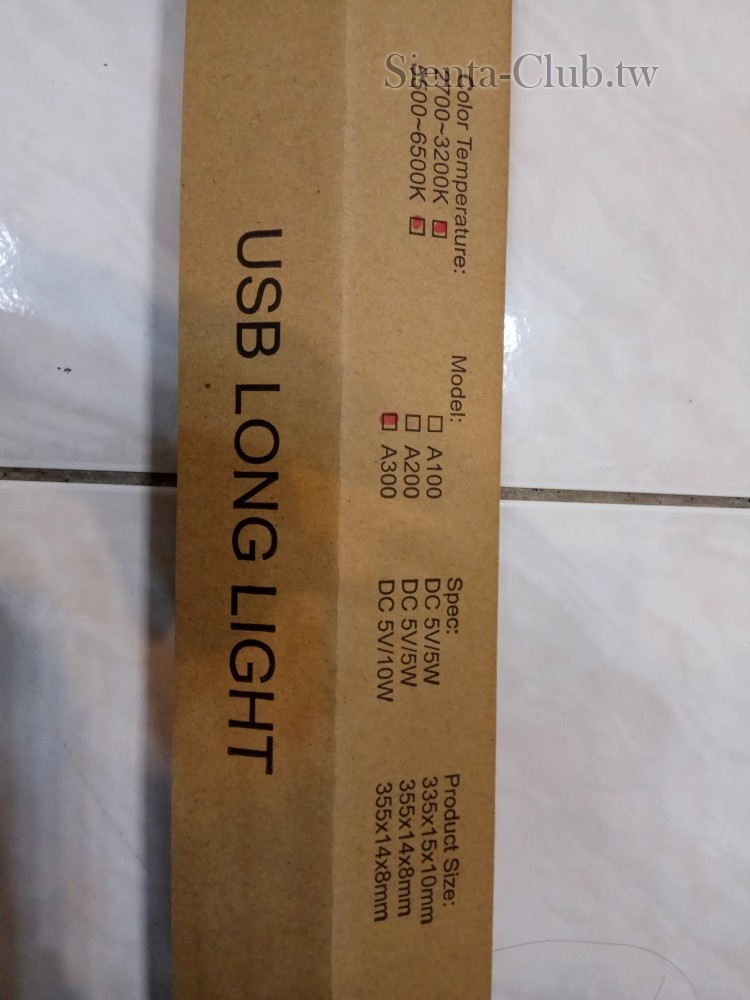 Sienta-Club.tw
Color Temperature:
2700~3200K
5500~6500K
Model:
A100
A200
A300
Spec:
DC 5V/5W
DC 5V/5W
DC 5V/10W
Product Size:
335x15x10mm
355x14x8mm
355x14x8mm
USB LONG LIGHT